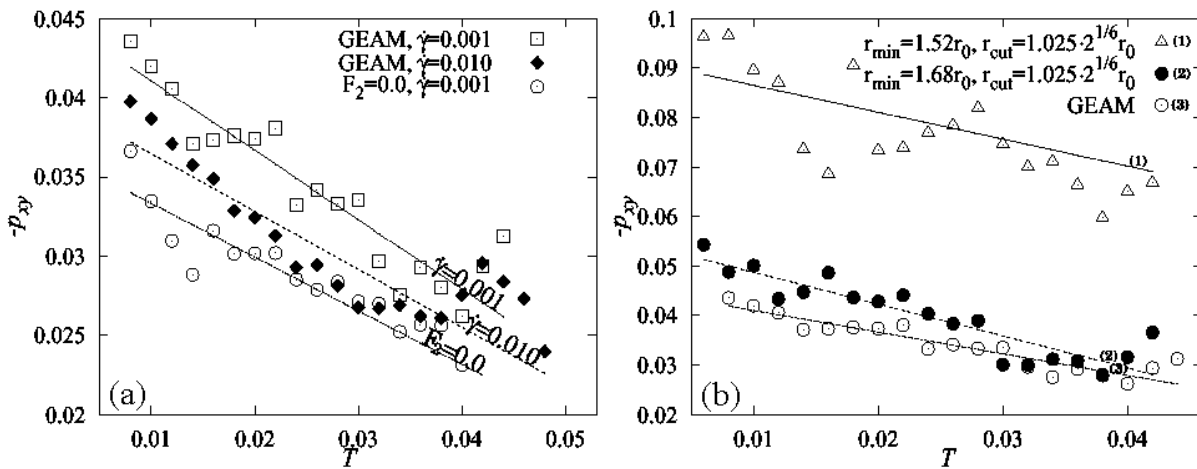 0.045
0.04
0.035
0.03
0.025
0.02
-p_xy
GEAM, γ̇=0.001
GEAM, γ̇=0.010
F₂=0.0, γ̇=0.001
γ̇=0.001
γ̇=0.010
F₂=0.0
(a)
0.01 0.02 0.03 0.04 0.05
T
0.1
0.09
0.08
0.07
0.06
0.05
0.04
0.03
0.02
-p_xy
r_min=1.52r₀, r_cut=1.025·2^1/6 r₀ (1)
r_min=1.68r₀, r_cut=1.025·2^1/6 r₀ (2)
GEAM (3)
(1)
(2)
(3)
(b)
0.01 0.02 0.03 0.04
T